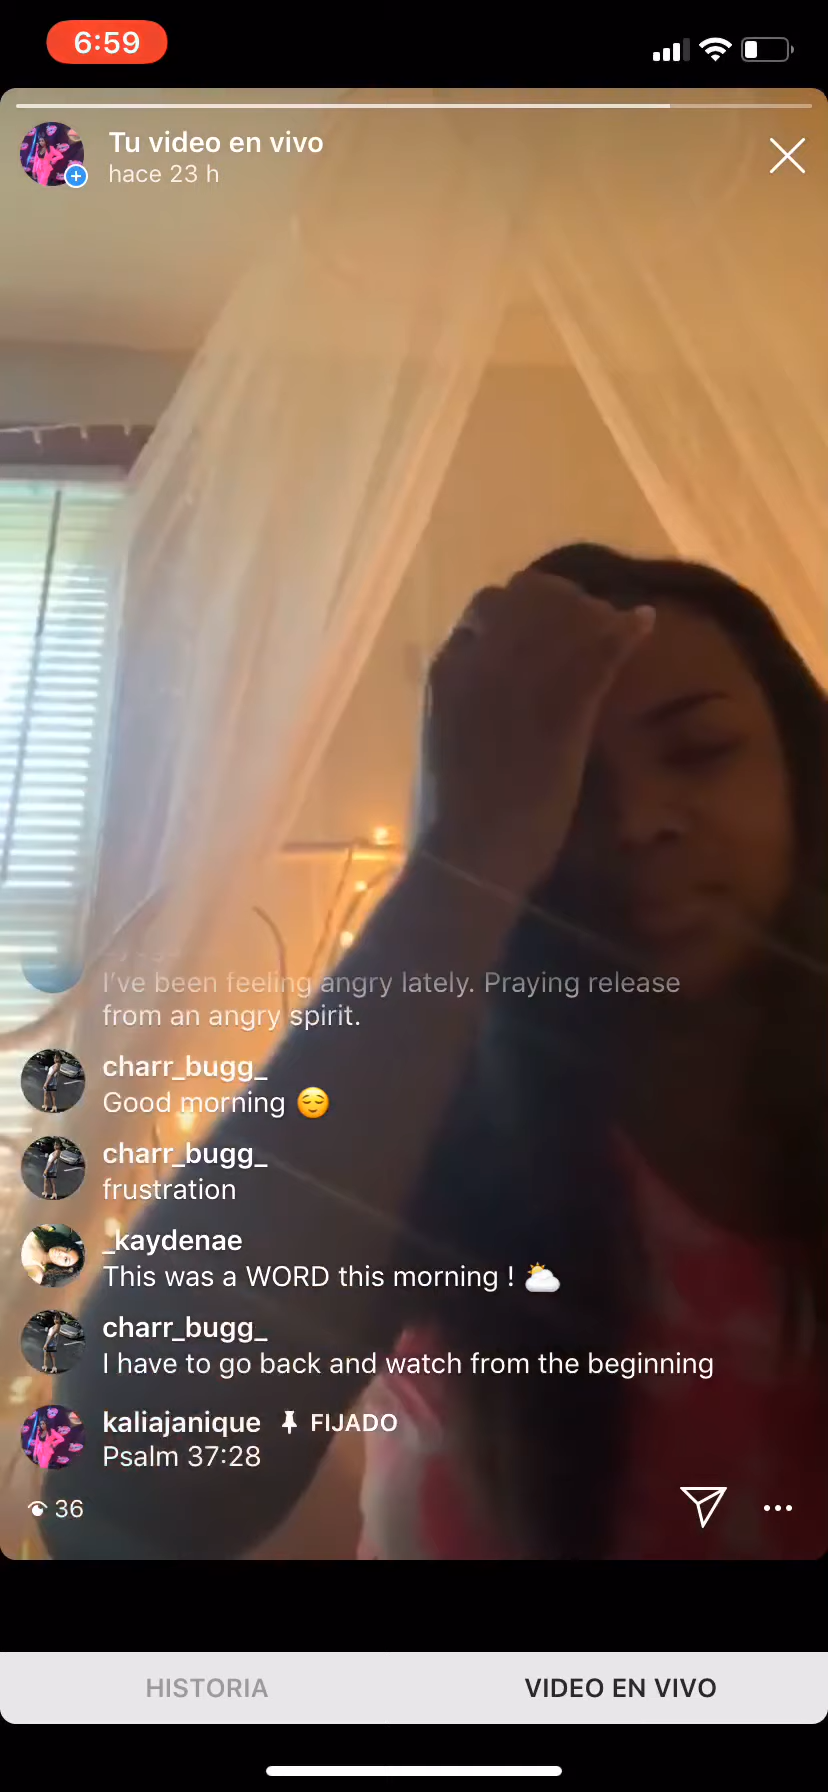 6:59
Tu video en vivo
hace 23 h
I've been feeling angry lately. Praying release
from an angry spirit.
charr_bugg_
Good morning 😌
charr_bugg_
frustration
_kaydenae
This was a WORD this morning ! 🌥️
charr_bugg_
I have to go back and watch from the beginning
kaliajanique 📌 FIJADO
Psalm 37:28
36
HISTORIA
VIDEO EN VIVO